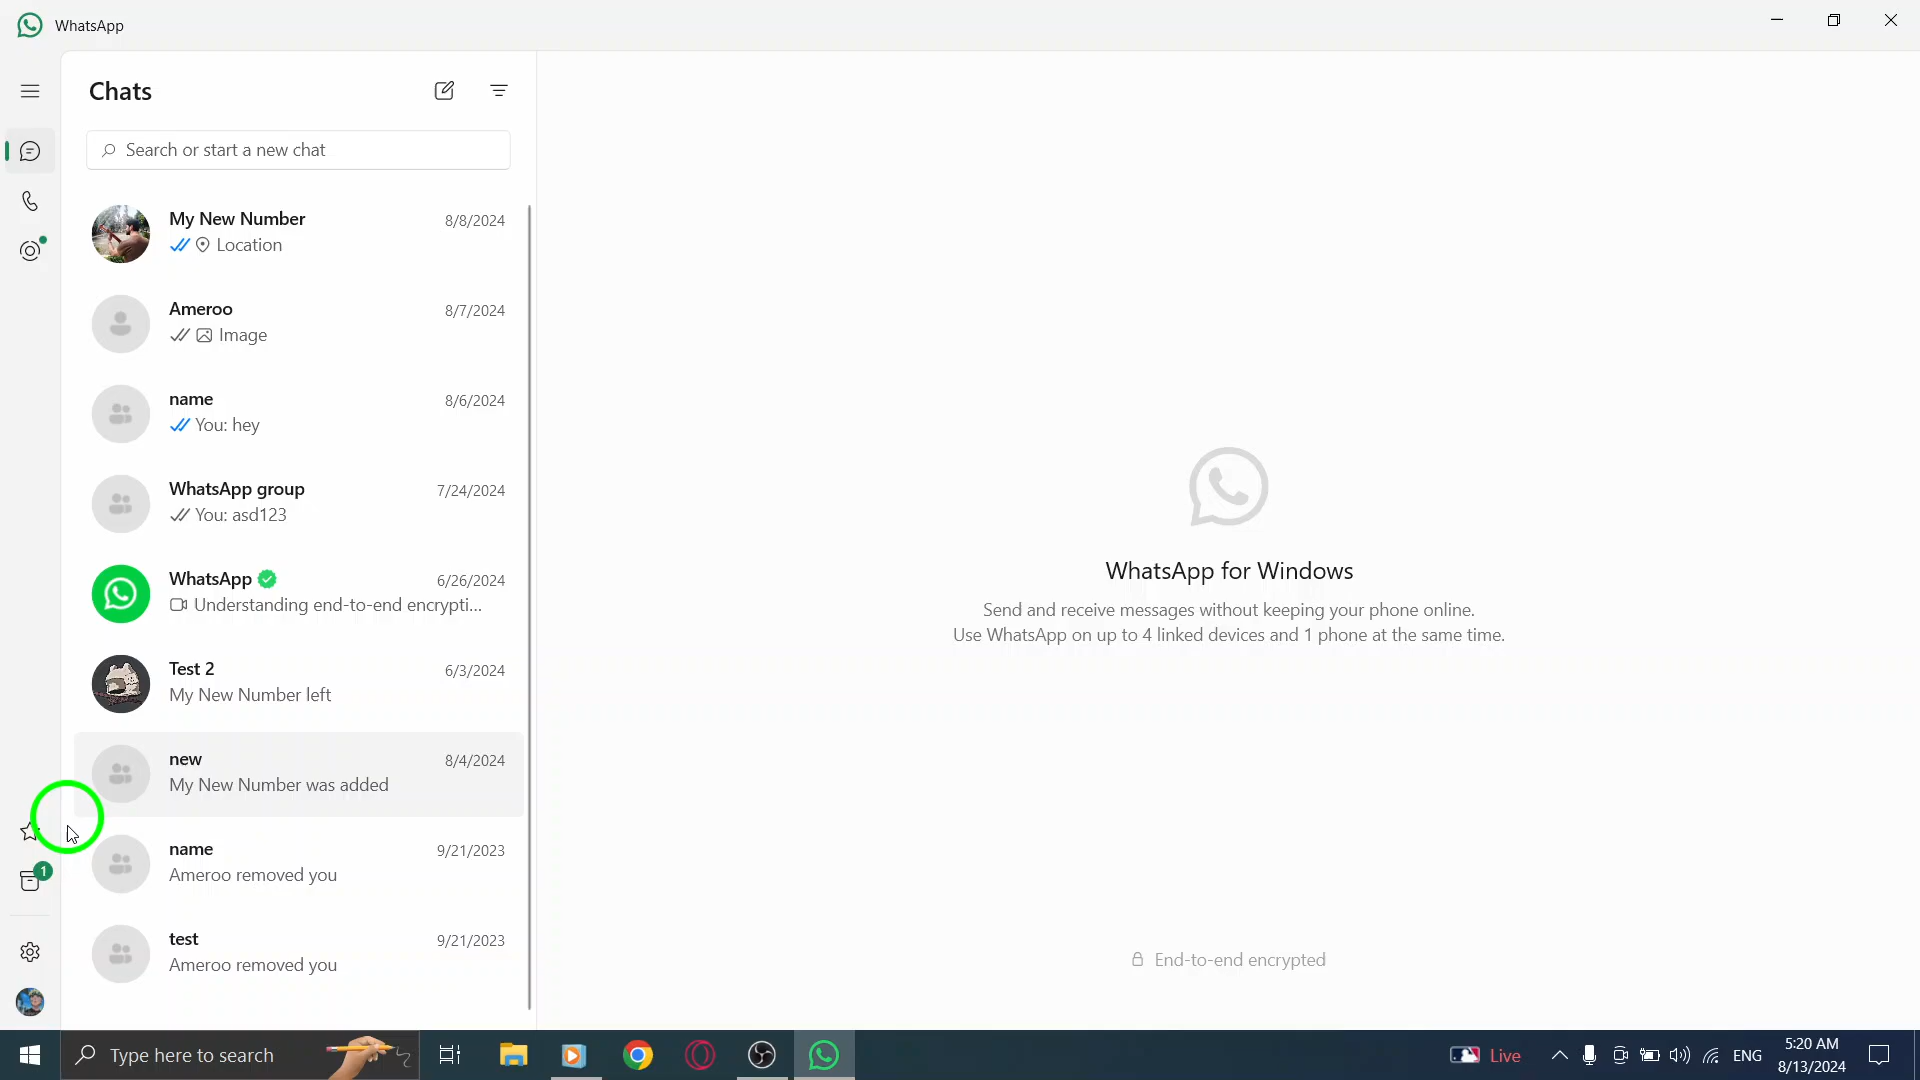 WhatsApp
Chats
Search or start a new chat
My New Number 8/8/2024
Location
Ameroo 8/7/2024
Image
name 8/6/2024
You: hey
WhatsApp group 7/24/2024
You: asd123
WhatsApp 6/26/2024
Understanding end-to-end encrypti...
Test 2 6/3/2024
My New Number left
new 8/4/2024
My New Number was added
name 9/21/2023
Ameroo removed you
1
test 9/21/2023
Ameroo removed you
WhatsApp for Windows
Send and receive messages without keeping your phone online.
Use WhatsApp on up to 4 linked devices and 1 phone at the same time.
End-to-end encrypted
Type here to search
Live
ENG
5:20 AM
8/13/2024